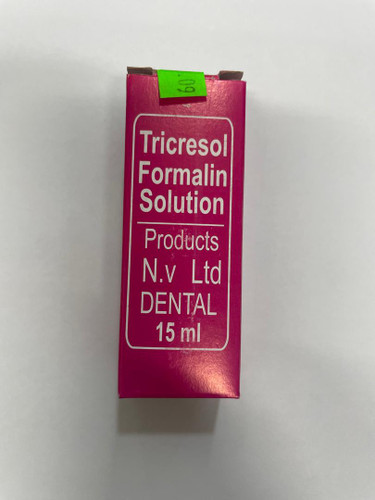 Tricresol
Formalin
Solution
Products
N.v Ltd
DENTAL
15 ml